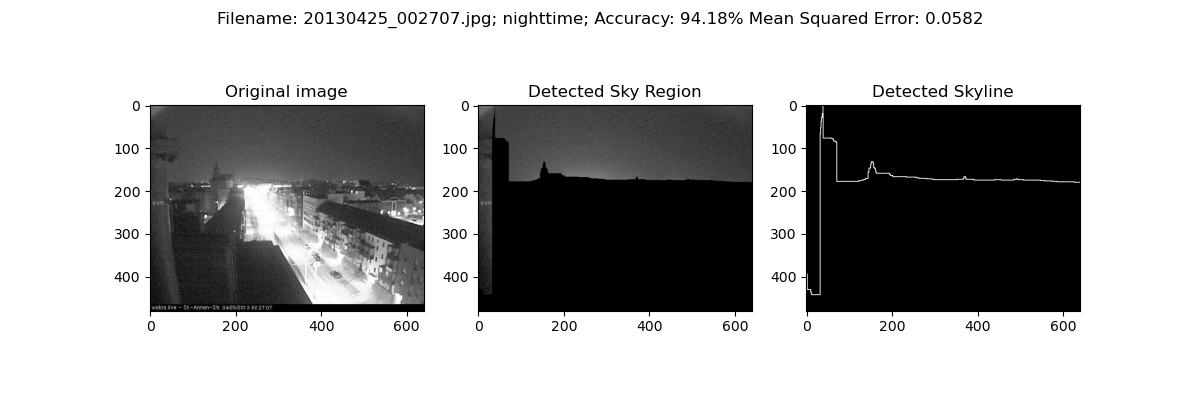 Filename: 20130425_002707.jpg; nighttime; Accuracy: 94.18% Mean Squared Error: 0.0582
Original image
Detected Sky Region
Detected Skyline
0
100
200
300
400
0 200 400 600
0
100
200
300
400
0 200 400 600
0
100
200
300
400
0 200 400 600